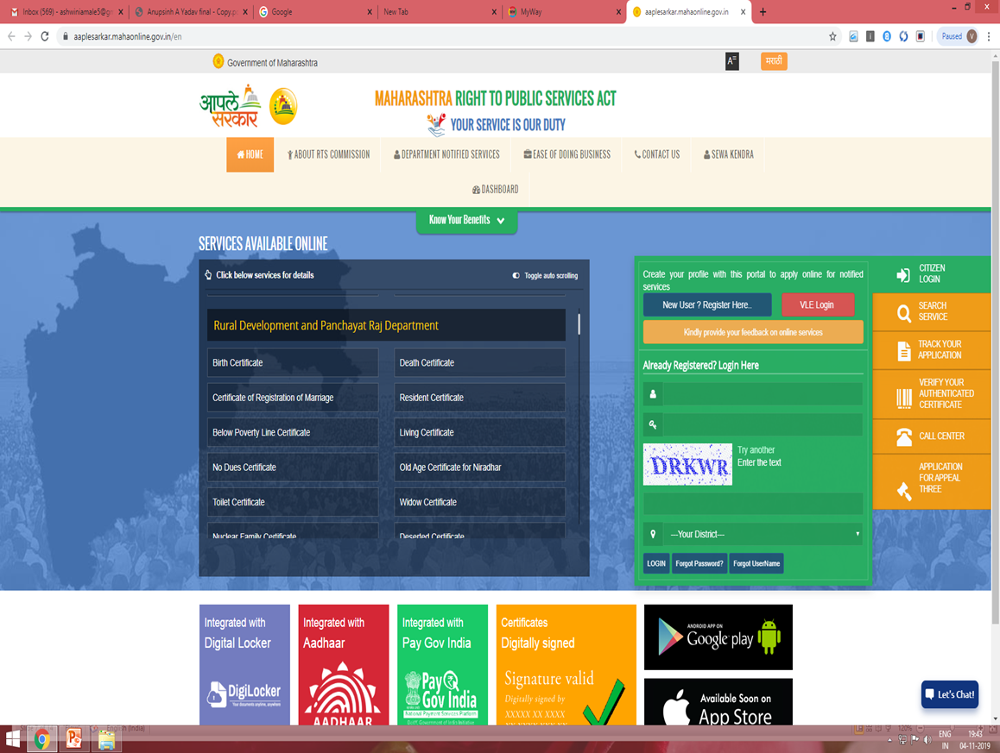 Inbox (569) - ashwiniamale5@gm
Anupsinh A Yadav final - Copy.p
Google
New Tab
MyWay
aaplesarkar.mahaonline.gov.in
aaplesarkar.mahaonline.gov.in/en
Paused
V
Government of Maharashtra
A
मराठी
आपले
सरकार
MAHARASHTRA RIGHT TO PUBLIC SERVICES ACT
YOUR SERVICE IS OUR DUTY
HOME
ABOUT RTS COMMISSION
DEPARTMENT NOTIFIED SERVICES
EASE OF DOING BUSINESS
CONTACT US
SEWA KENDRA
DASHBOARD
Know Your Benefits
SERVICES AVAILABLE ONLINE
Click below services for details
Toggle auto scrolling
Rural Development and Panchayat Raj Department
Birth Certificate
Death Certificate
Certificate of Registration of Marriage
Resident Certificate
Below Poverty Line Certificate
Living Certificate
No Dues Certificate
Old Age Certificate for Niradhar
Toilet Certificate
Widow Certificate
Nuclear Family Certificate
Deserted Certificate
Create your profile with this portal to apply online for notified
services
New User ? Register Here..
VLE Login
Kindly provide your feedback on online services
Already Registered? Login Here
DRKWR
Try another
Enter the text
---Your District---
LOGIN
Forgot Password?
Forgot UserName
CITIZEN
LOGIN
SEARCH
SERVICE
TRACK YOUR
APPLICATION
VERIFY YOUR
AUTHENTICATED
CERTIFICATE
CALL CENTER
APPLICATION
FOR APPEAL
THREE
Integrated with
Digital Locker
DigiLocker
Your documents anytime, anywhere
Integrated with
Aadhaar
AADHAAR
Integrated with
Pay Gov India
Pay
Gov India
National Payment Services Platform
Certificates
Digitally signed
Signature valid
Digitally signed by
XXXXX XX XXXX
ANDROID APP ON
Google play
Available Soon on
App Store
Let's Chat!
English (India)
120%
ENG
IN
19:43
04-11-2019